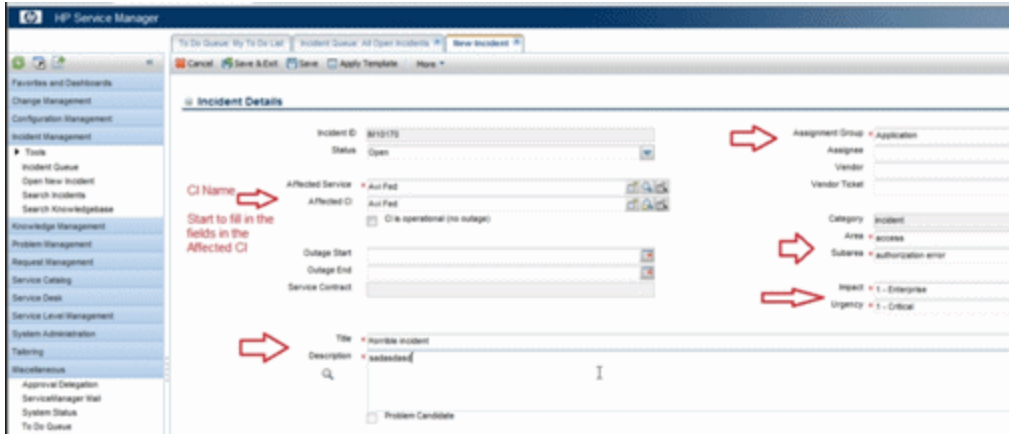 HP Service Manager
To Do Queue: My To Do List
Incident Queue: All Open Incidents
New Incident
Cancel
Save & Exit
Save
Apply Template
More
Favorites and Dashboards
Change Management
Configuration Management
Incident Management
Tools
Incident Queue
Open New Incident
Search Incidents
Search Knowledgebase
Knowledge Management
Problem Management
Request Management
Service Catalog
Service Desk
Service Level Management
System Administration
Tailoring
Miscellaneous
Approval Delegation
ServiceManager Mail
System Status
To Do Queue
Incident Details
Incident ID IM10170
Status Open
CI Name
Start to fill in the
fields in the
Affected CI
Affected Service * Avi Fed
Affected CI Avi Fed
CI is operational (no outage)
Outage Start
Outage End
Service Contract
Title * Horrible incident
Description * sadasdasd
Problem Candidate
Assignment Group * Application
Assignee
Vendor
Vendor Ticket
Category incident
Area * access
Subarea * authorization error
Impact * 1 - Enterprise
Urgency * 1 - Critical